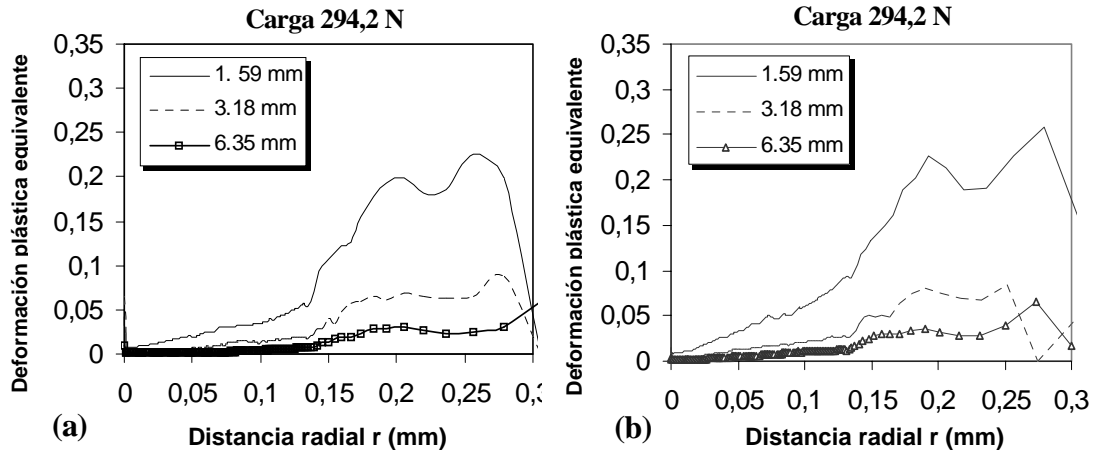 Carga 294,2 N
Deformación plástica equivalente
0,35
0,3
0,25
0,2
0,15
0,1
0,05
0
1. 59 mm
3.18 mm
6.35 mm
0 0,05 0,1 0,15 0,2 0,25
(a)
Distancia radial r (mm)
Carga 294,2 N
Deformación plástica equivalente
0,35
0,3
0,25
0,2
0,15
0,1
0,05
0
1.59 mm
3.18 mm
6.35 mm
0 0,05 0,1 0,15 0,2 0,25 0,3
(b)
Distancia radial r (mm)